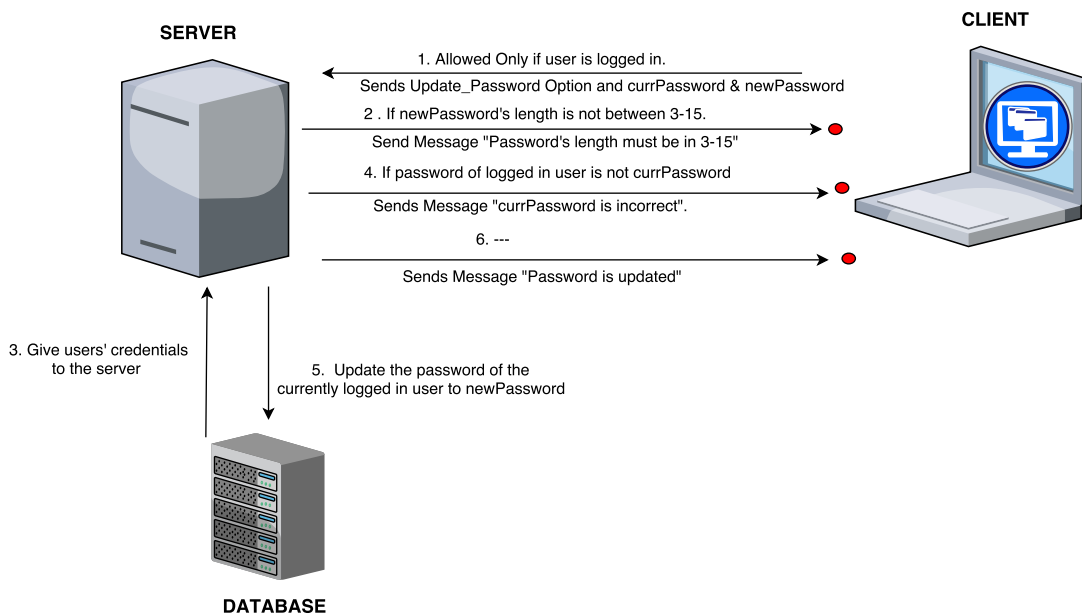 CLIENT
SERVER
1. Allowed Only if user is logged in.
Sends Update_Password Option and currPassword & newPassword
2 . If newPassword's length is not between 3-15.
Send Message "Password's length must be in 3-15"
4. If password of logged in user is not currPassword
Sends Message "currPassword is incorrect".
6. ---
Sends Message "Password is updated"
3. Give users' credentials
to the server
5.  Update the password of the
currently logged in user to newPassword
DATABASE